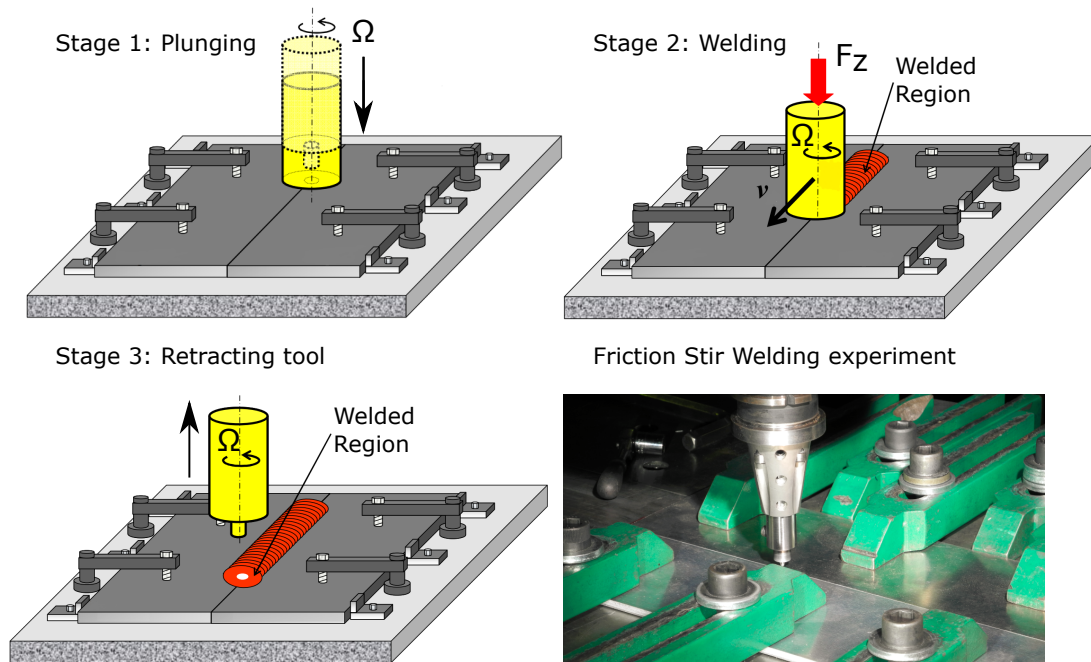 Stage 1: Plunging
Ω
Stage 2: Welding
Fz
Welded
Region
Ω
v
Stage 3: Retracting tool
Ω
Welded
Region
Friction Stir Welding experiment